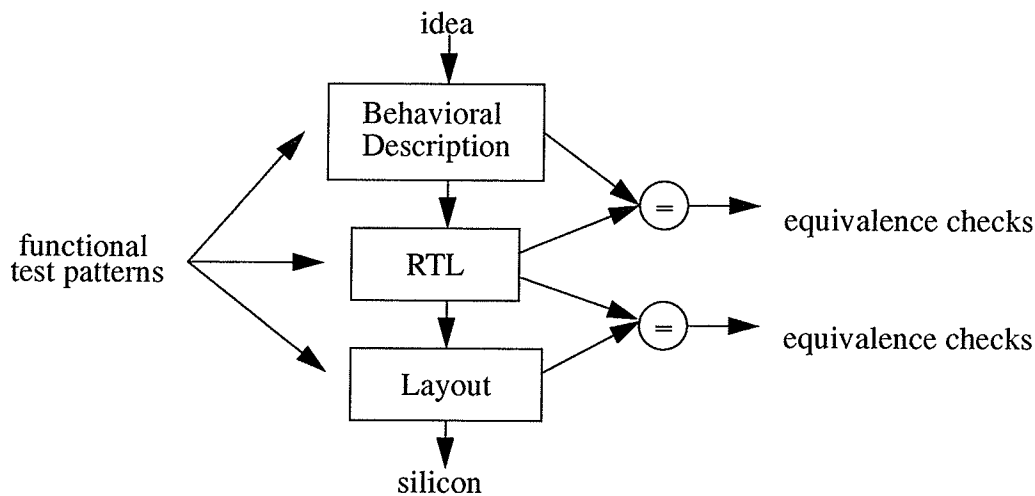 idea
Behavioral
Description
=
equivalence checks
functional
test patterns
RTL
=
equivalence checks
Layout
silicon